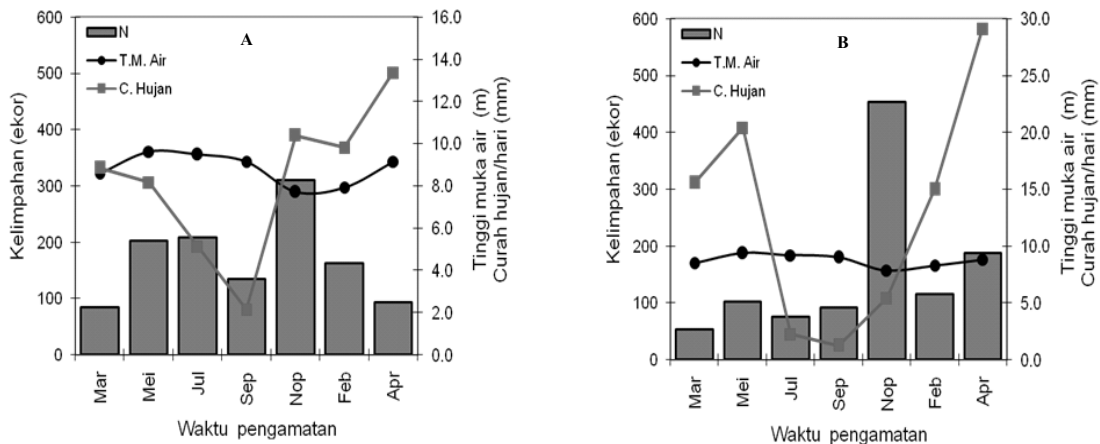 A
N
T.M. Air
C. Hujan
Kelimpahan (ekor)
600
500
400
300
200
100
0
16.0
14.0
12.0
10.0
8.0
6.0
4.0
2.0
0.0
Tinggi muka air (m)
Curah hujan/hari (mm)
Mar
Mei
Jul
Sep
Nop
Feb
Apr
Waktu pengamatan
B
N
T.M. Air
C. Hujan
Kelimpahan (ekor)
600
500
400
300
200
100
0
30.0
25.0
20.0
15.0
10.0
5.0
0.0
Tinggi muka air (m)
Curah hujan/hari (mm)
Mar
Mei
Jul
Sep
Nop
Feb
Apr
Waktu pengamatan